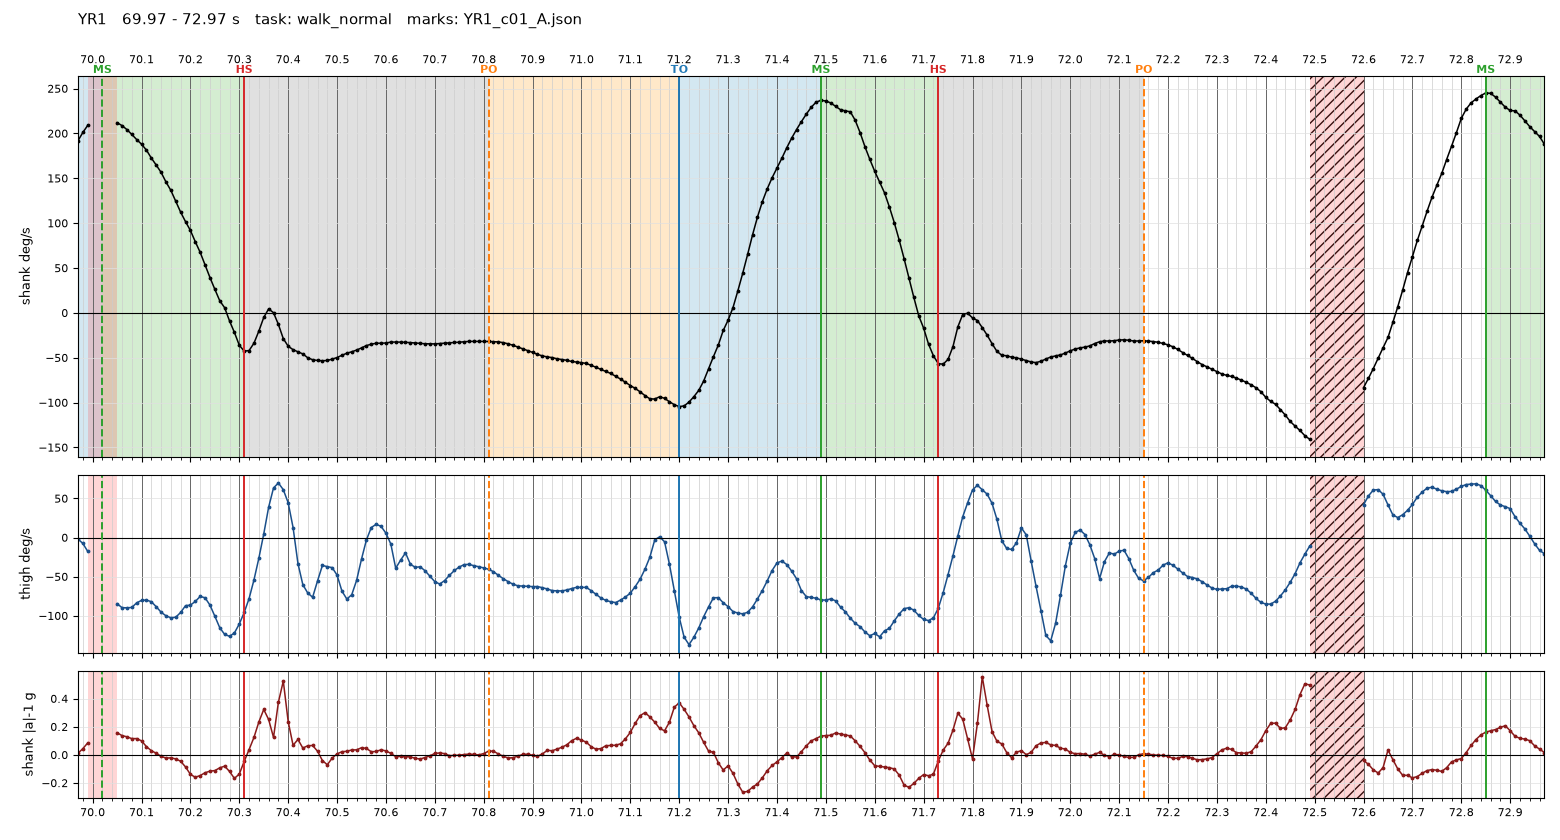 YR1   69.97 - 72.97 s   task: walk_normal   marks: YR1_c01_A.json
70.0 70.1 70.2 70.3 70.4 70.5 70.6 70.7 70.8 70.9 71.0 71.1 71.2 71.3 71.4 71.5 71.6 71.7 71.8 71.9 72.0 72.1 72.2 72.3 72.4 72.5 72.6 72.7 72.8 72.9
MS HS PO TO MS HS PO MS
shank deg/s
250
200
150
100
50
0
−50
−100
−150
thigh deg/s
50
0
−50
−100
shank |a|-1 g
0.4
0.2
0.0
−0.2
70.0 70.1 70.2 70.3 70.4 70.5 70.6 70.7 70.8 70.9 71.0 71.1 71.2 71.3 71.4 71.5 71.6 71.7 71.8 71.9 72.0 72.1 72.2 72.3 72.4 72.5 72.6 72.7 72.8 72.9